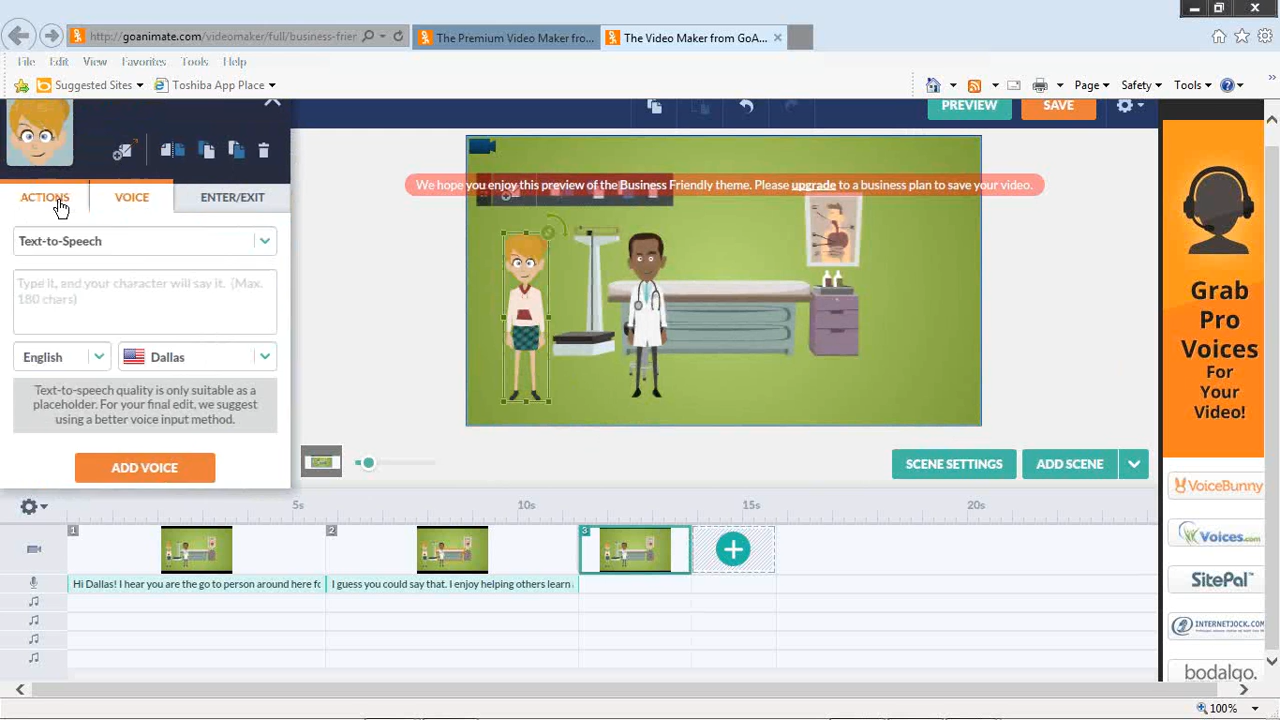 http://goanimate.com/videomaker/full/business-frier
The Premium Video Maker fro...
The Video Maker from GoA...
File Edit View Favorites Tools Help
Suggested Sites
Toshiba App Place
Page Safety Tools
PREVIEW
SAVE
ACTIONS
VOICE
ENTER/EXIT
We hope you enjoy this preview of the Business Friendly theme. Please upgrade to a business plan to save your video.
Text-to-Speech
Type it, and your character will say it. (Max.
180 chars)
English
Dallas
Text-to-speech quality is only suitable as a
placeholder. For your final edit, we suggest
using a better voice input method.
ADD VOICE
SCENE SETTINGS
ADD SCENE
Grab
Pro
Voices
For
Your
Video!
VoiceBunny
Voices.com
SitePal
INTERNETJOCK.COM
bodalgo.
5s 10s 15s 20s
1
2
3
Hi Dallas! I hear you are the go to person around here fo
I guess you could say that. I enjoy helping others learn
100%